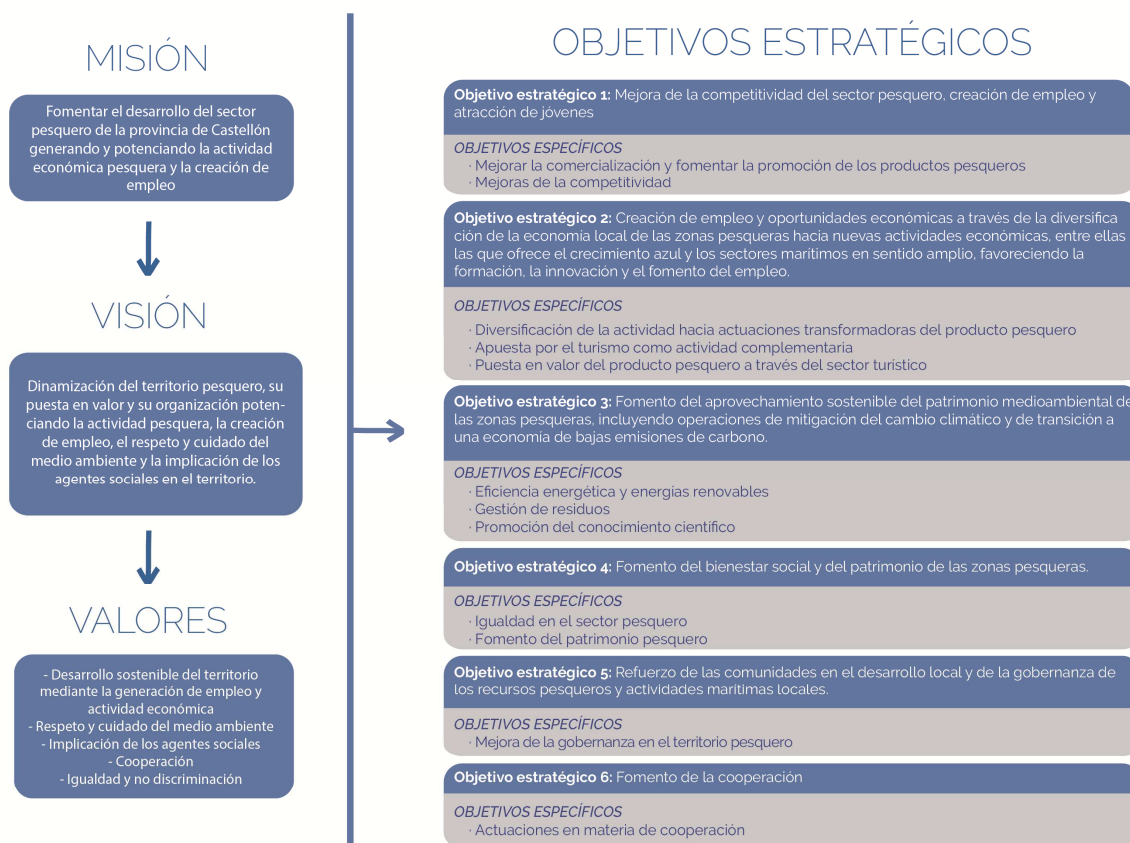 MISIÓN
Fomentar el desarrollo del sector
pesquero de la provincia de Castellón
generando y potenciando la actividad
económica pesquera y la creación de
empleo
VISIÓN
Dinamización del territorio pesquero, su
puesta en valor y su organización poten-
ciando la actividad pesquera, la creación
de empleo, el respeto y cuidado del
medio ambiente y la implicación de los
agentes sociales en el territorio.
VALORES
- Desarrollo sostenible del territorio
mediante la generación de empleo y
actividad económica
- Respeto y cuidado del medio ambiente
- Implicación de los agentes sociales
- Cooperación
- Igualdad y no discriminación
OBJETIVOS ESTRATÉGICOS
Objetivo estratégico 1: Mejora de la competitividad del sector pesquero, creación de empleo y
atracción de jóvenes
OBJETIVOS ESPECÍFICOS
· Mejorar la comercialización y fomentar la promoción de los productos pesqueros
· Mejoras de la competitividad
Objetivo estratégico 2: Creación de empleo y oportunidades económicas a través de la diversifica
ción de la economía local de las zonas pesqueras hacia nuevas actividades económicas, entre ellas
las que ofrece el crecimiento azul y los sectores marítimos en sentido amplio, favoreciendo la
formación, la innovación y el fomento del empleo.
OBJETIVOS ESPECÍFICOS
· Diversificación de la actividad hacia actuaciones transformadoras del producto pesquero
· Apuesta por el turismo como actividad complementaria
· Puesta en valor del producto pesquero a través del sector turístico
Objetivo estratégico 3: Fomento del aprovechamiento sostenible del patrimonio medioambiental de
las zonas pesqueras, incluyendo operaciones de mitigación del cambio climático y de transición a
una economía de bajas emisiones de carbono.
OBJETIVOS ESPECÍFICOS
· Eficiencia energética y energías renovables
· Gestión de residuos
· Promoción del conocimiento científico
Objetivo estratégico 4: Fomento del bienestar social y del patrimonio de las zonas pesqueras.
OBJETIVOS ESPECÍFICOS
· Igualdad en el sector pesquero
· Fomento del patrimonio pesquero
Objetivo estratégico 5: Refuerzo de las comunidades en el desarrollo local y de la gobernanza de
los recursos pesqueros y actividades marítimas locales.
OBJETIVOS ESPECÍFICOS
· Mejora de la gobernanza en el territorio pesquero
Objetivo estratégico 6: Fomento de la cooperación
OBJETIVOS ESPECÍFICOS
· Actuaciones en materia de cooperación